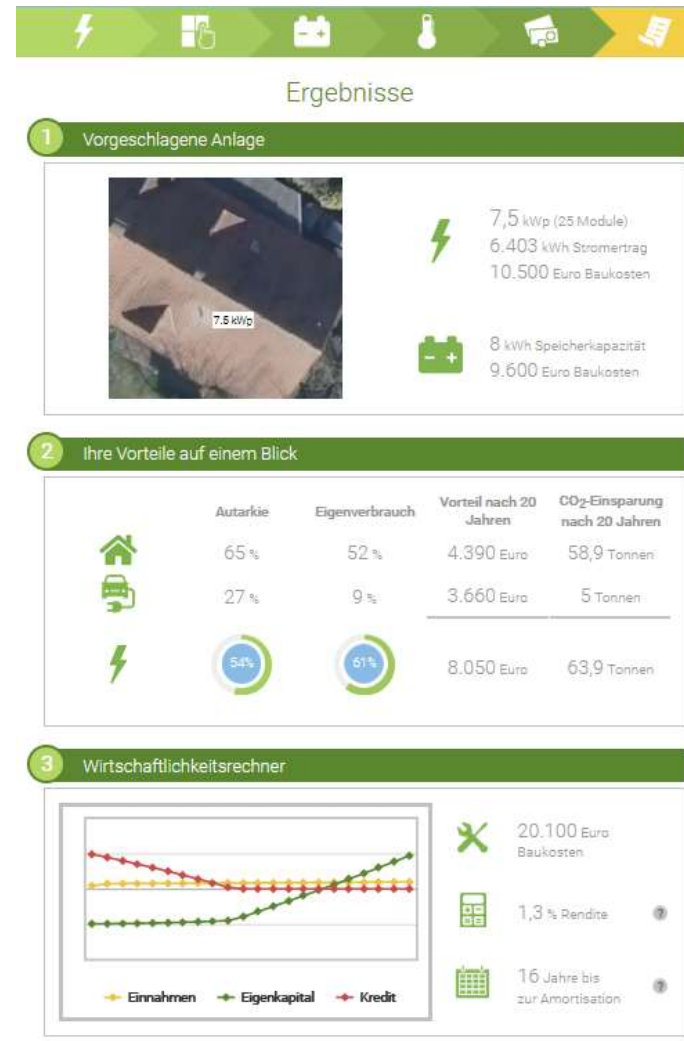 Ergebnisse
1 Vorgeschlagene Anlage
7.5 kWp
7,5 kWp (25 Module)
6.403 kWh Stromertrag
10.500 Euro Baukosten
8 kWh Speicherkapazität
9.600 Euro Baukosten
2 Ihre Vorteile auf einem Blick
Autarkie Eigenverbrauch Vorteil nach 20 Jahren CO₂-Einsparung nach 20 Jahren
65 % 52 % 4.390 Euro 58,9 Tonnen
27 % 9 % 3.660 Euro 5 Tonnen
54% 61% 8.050 Euro 63,9 Tonnen
3 Wirtschaftlichkeitsrechner
20.100 Euro
Baukosten
1,3 % Rendite ?
16 Jahre bis
zur Amortisation ?
Einnahmen Eigenkapital Kredit